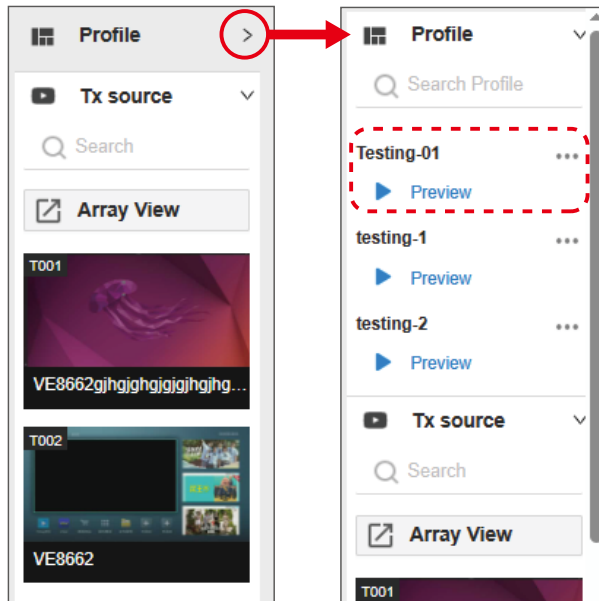 Profile
Tx source
Search
Array View
T001
VE8662gjhgjghgjgjgjhgjhg...
T002
VE8662
Profile
Search Profile
Testing-01
Preview
testing-1
Preview
testing-2
Preview
Tx source
Search
Array View
T001